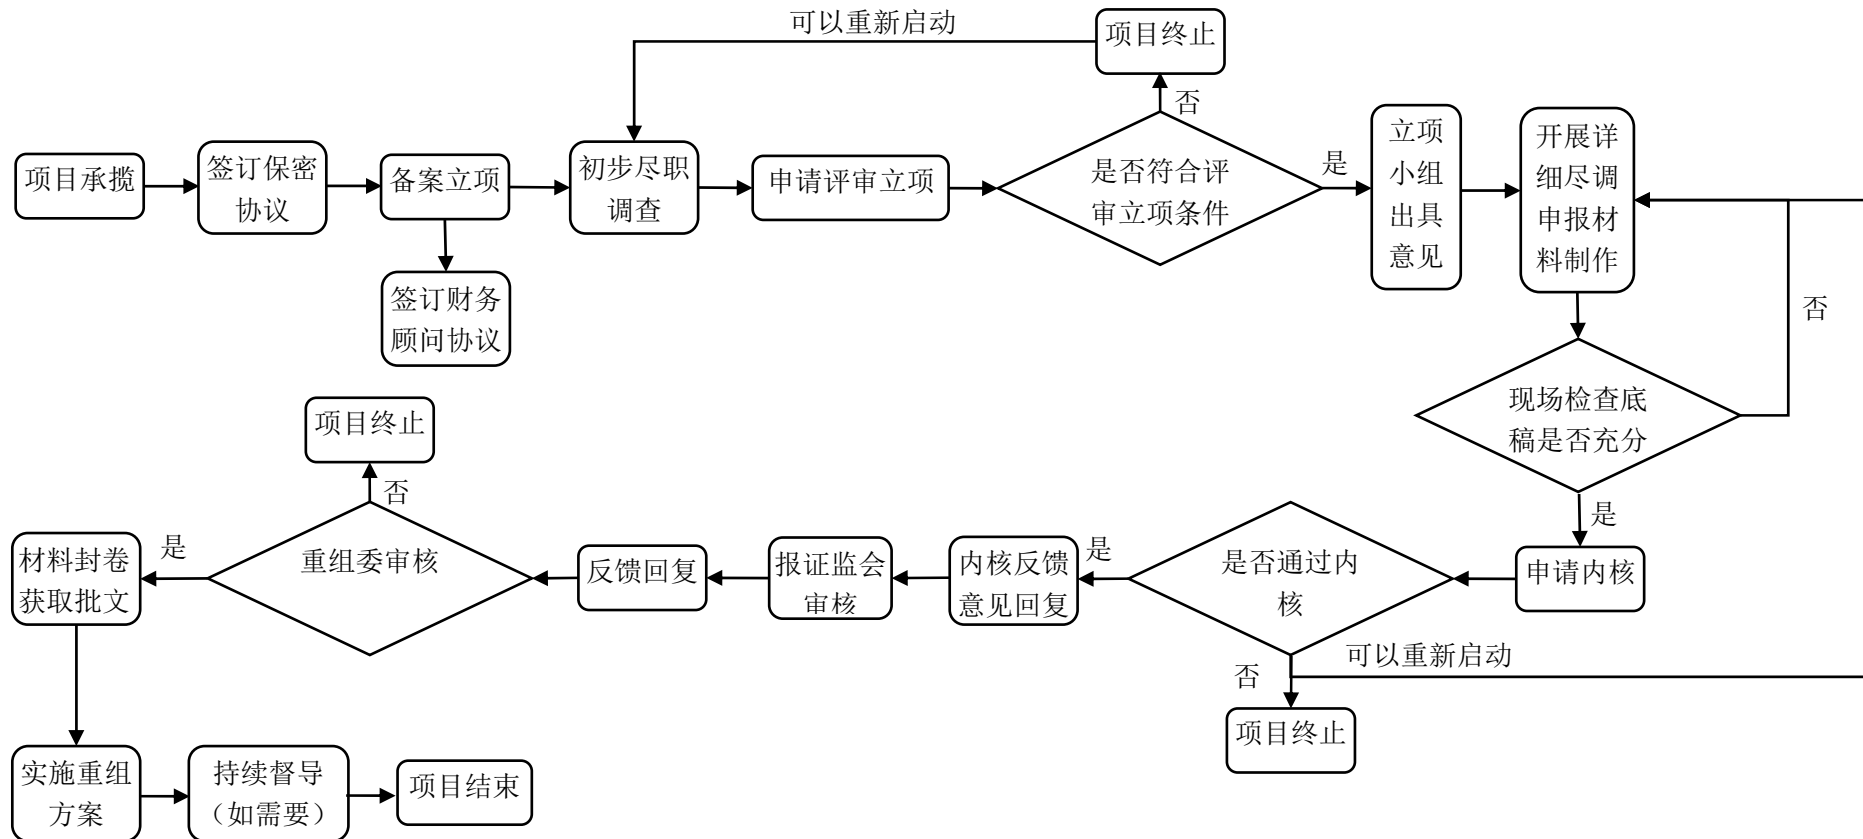 可以重新启动
项目终止
否
项目承揽
签订保密
协议
备案立项
初步尽职
调查
申请评审立项
是否符合评
审立项条件
是
立项
小组
出具
意见
开展详
细尽调
申报材
料制作
签订财务
顾问协议
否
现场检查底
稿是否充分
是
项目终止
否
材料封卷
获取批文
是
重组委审核
反馈回复
报证监会
审核
内核反馈
意见回复
是
是否通过内
核
申请内核
否
可以重新启动
项目终止
实施重组
方案
持续督导
（如需要）
项目结束